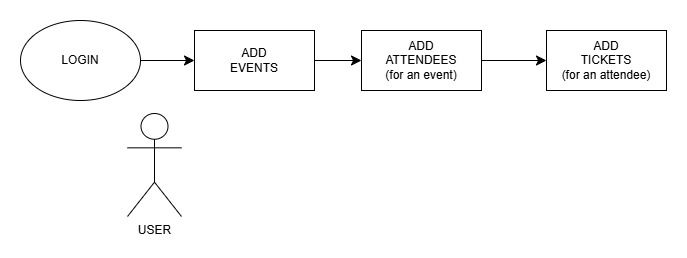 LOGIN
ADD
EVENTS
ADD
ATTENDEES
(for an event)
ADD
TICKETS
(for an attendee)
USER